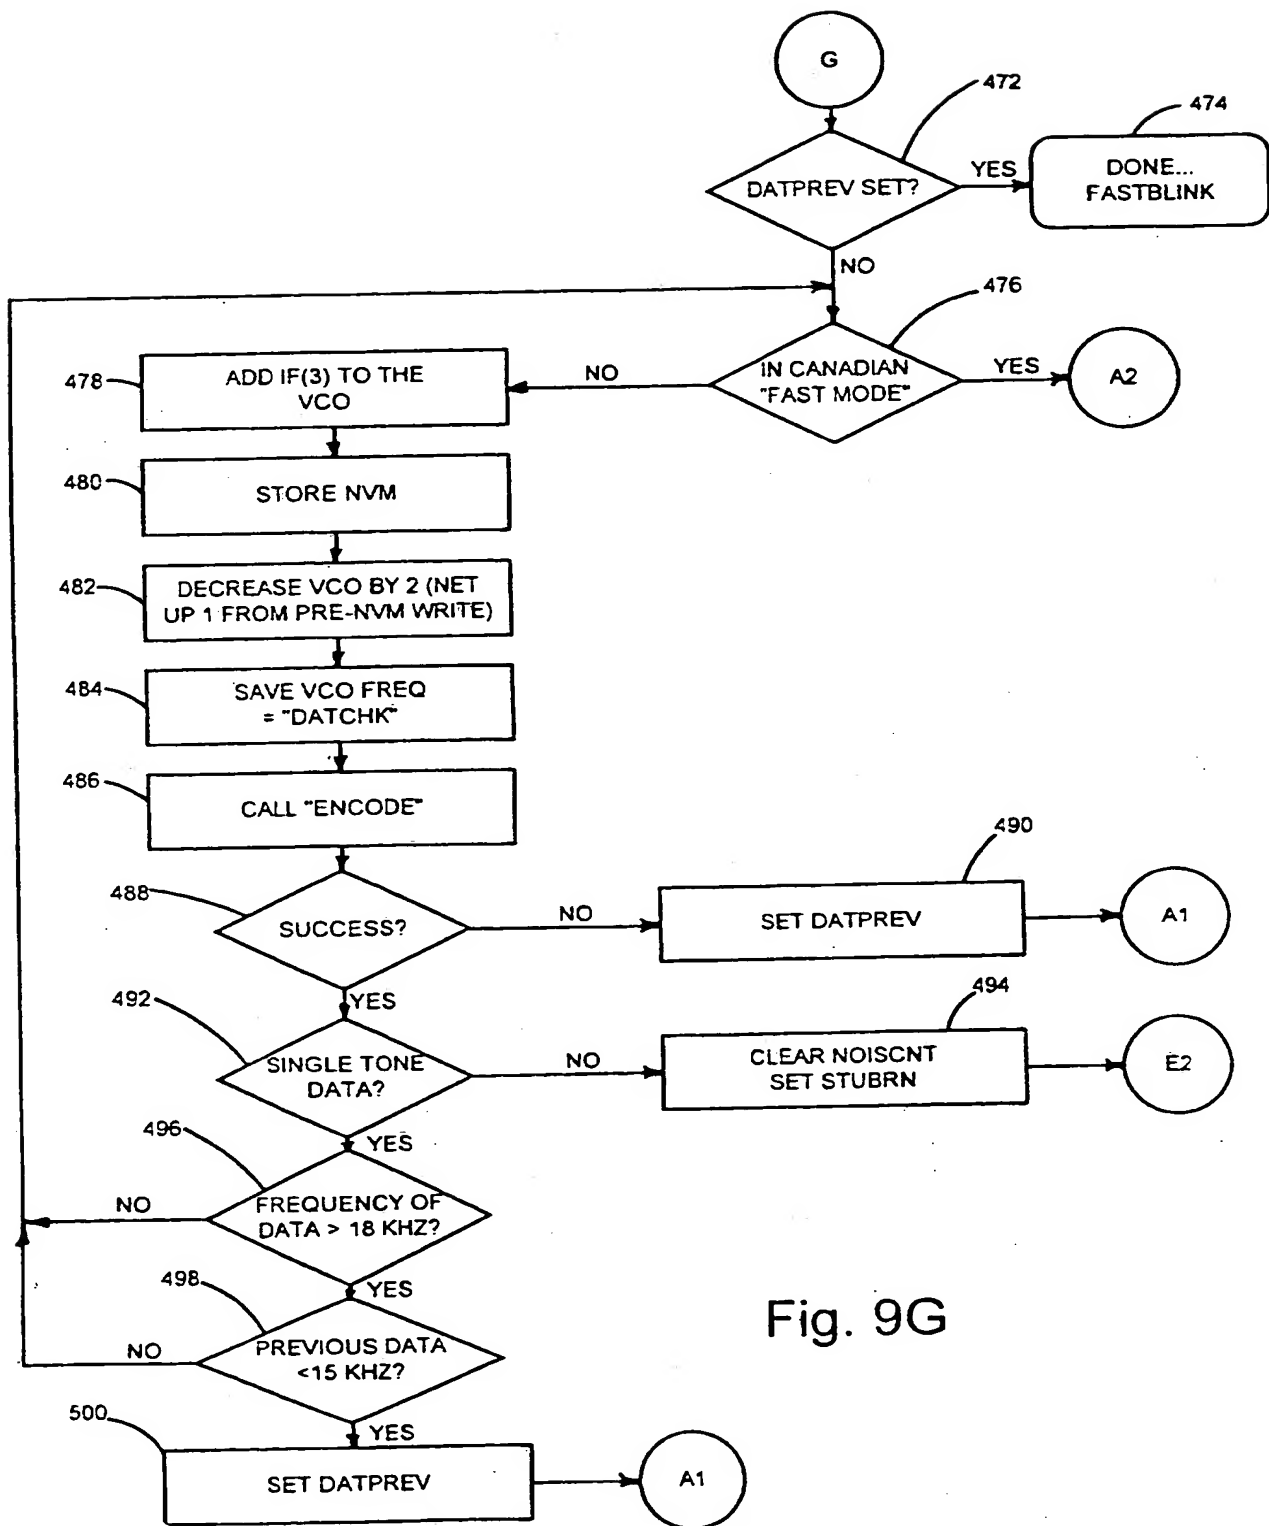 G
472
474
DATPREV SET?
YES
DONE...
FASTBLINK
NO
476
478
ADD IF(3) TO THE
VCO
NO
IN CANADIAN
"FAST MODE"
YES
A2
480
STORE NVM
482
DECREASE VCO BY 2 (NET
UP 1 FROM PRE-NVM WRITE)
484
SAVE VCO FREQ
= "DATCHK"
486
CALL "ENCODE"
490
488
SUCCESS?
NO
SET DATPREV
A1
YES
492
494
SINGLE TONE
DATA?
NO
CLEAR NOISCNT
SET STUBRN
E2
YES
496
NO
FREQUENCY OF
DATA > 18 KHZ?
YES
498
NO
PREVIOUS DATA
<15 KHZ?
Fig. 9G
YES
500
SET DATPREV
A1